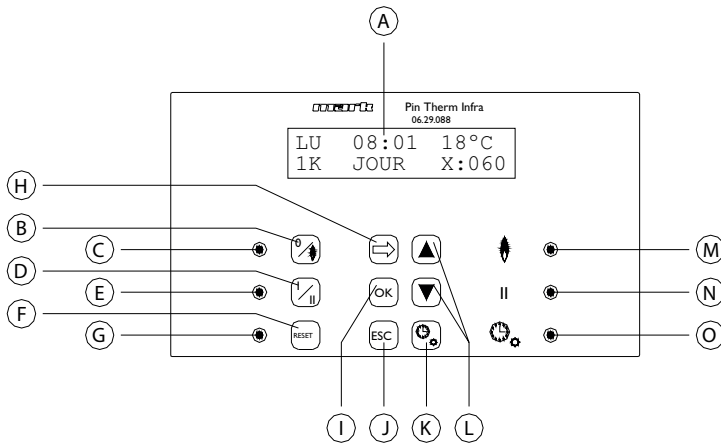 A
mark Pin Therm Infra
06.29.088
LU 08:01 18°C
1K JOUR X:060
H
B
C
D
E
F
G
0/
I/II
RESET
OK
ESC
II
M
N
O
I
J
K
L